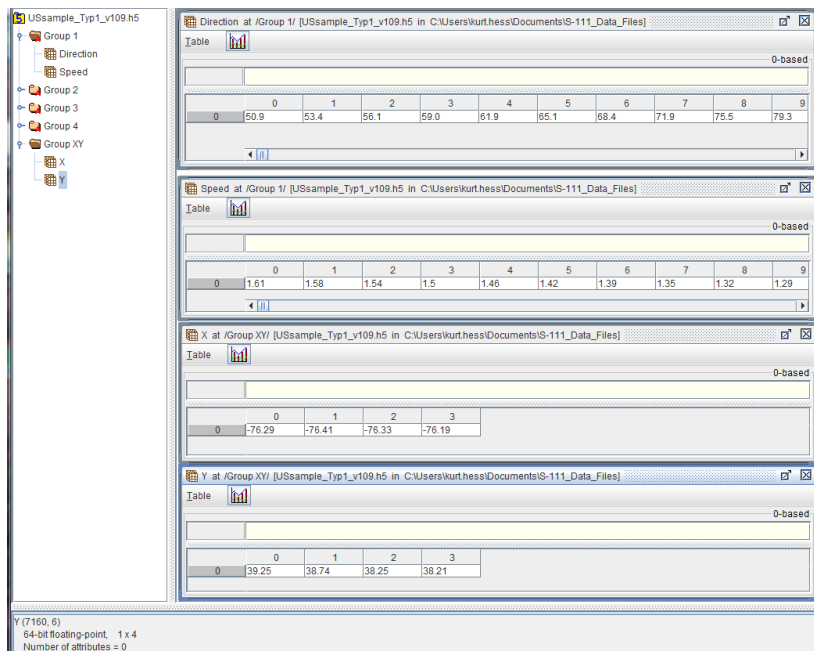 USsample_Typ1_v109.h5
Group 1
Direction
Speed
Group 2
Group 3
Group 4
Group XY
X
Y
Direction at /Group 1/ [USsample_Typ1_v109.h5 in C:\Users\kurt.hess\Documents\S-111_Data_Files]
Table
0-based
0 1 2 3 4 5 6 7 8 9
0 50.9 53.4 56.1 59.0 61.9 65.1 68.4 71.9 75.5 79.3
Speed at /Group 1/ [USsample_Typ1_v109.h5 in C:\Users\kurt.hess\Documents\S-111_Data_Files]
Table
0-based
0 1 2 3 4 5 6 7 8 9
0 1.61 1.58 1.54 1.5 1.46 1.42 1.39 1.35 1.32 1.29
X at /Group XY/ [USsample_Typ1_v109.h5 in C:\Users\kurt.hess\Documents\S-111_Data_Files]
Table
0-based
0 1 2 3
0 -76.29 -76.41 -76.33 -76.19
Y at /Group XY/ [USsample_Typ1_v109.h5 in C:\Users\kurt.hess\Documents\S-111_Data_Files]
Table
0-based
0 1 2 3
0 39.25 38.74 38.25 38.21
Y (7160, 6)
64-bit floating-point, 1 x 4
Number of attributes = 0